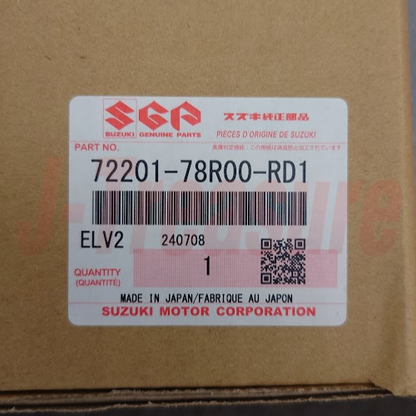 SGP
SUZUKI GENUINE PARTS
スズキ純正部品
PIÈCES D'ORIGINE DE SUZUKI
PART NO.
72201-78R00-RD1
ELV2 240708
QUANTITY
(QUANTITÉ)
1
MADE IN JAPAN/FABRIQUE AU JAPON
SUZUKI MOTOR CORPORATION
J-Treasure